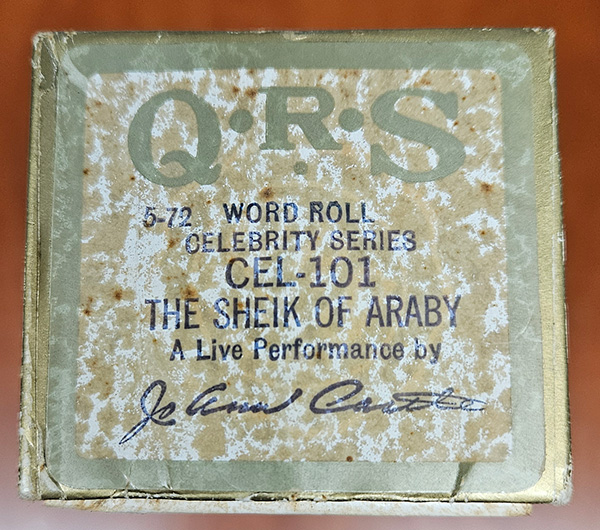 Q·R·S
5-72 WORD ROLL
CELEBRITY SERIES
CEL-101
THE SHEIK OF ARABY
A Live Performance by
Jo Ann Castle